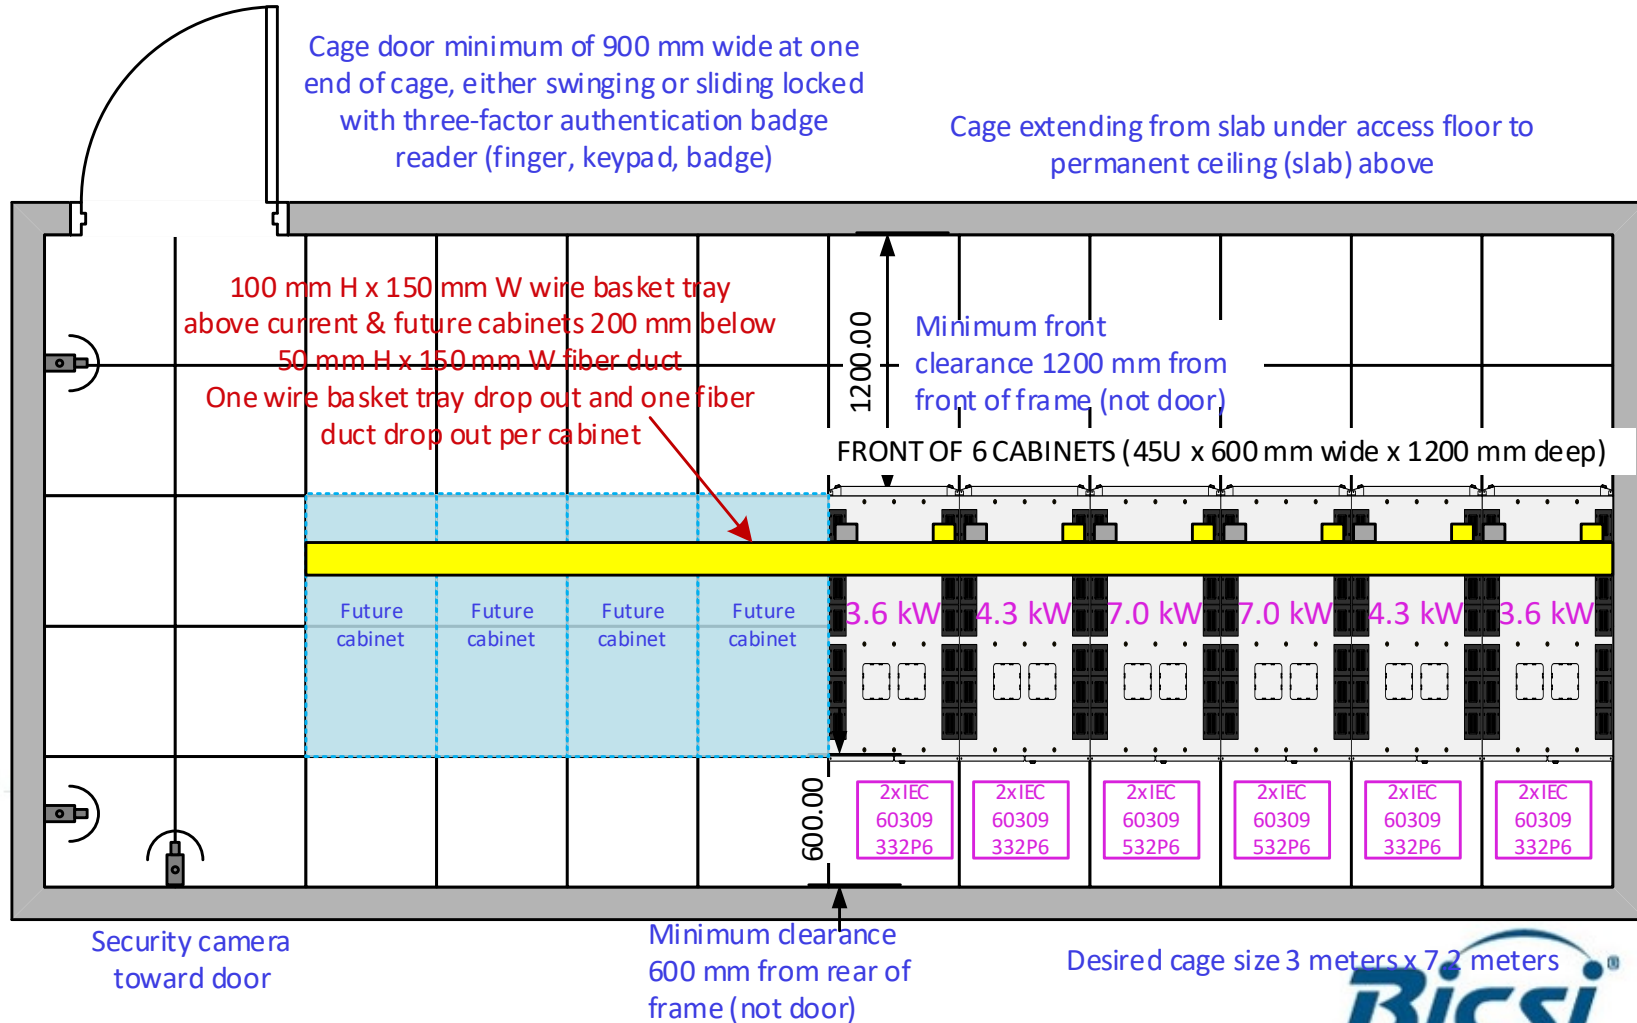 Cage door minimum of 900 mm wide at one
end of cage, either swinging or sliding locked
with three-factor authentication badge
reader (finger, keypad, badge)
Cage extending from slab under access floor to
permanent ceiling (slab) above
100 mm H x 150 mm W wire basket tray
above current & future cabinets 200 mm below
50 mm H x 150 mm W fiber duct
One wire basket tray drop out and one fiber
duct drop out per cabinet
1200.00
Minimum front
clearance 1200 mm from
front of frame (not door)
FRONT OF 6 CABINETS (45U x 600 mm wide x 1200 mm deep)
Future
cabinet
Future
cabinet
Future
cabinet
Future
cabinet
3.6 kW
4.3 kW
7.0 kW
7.0 kW
4.3 kW
3.6 kW
600.00
2xIEC
60309
332P6
2xIEC
60309
332P6
2xIEC
60309
532P6
2xIEC
60309
532P6
2xIEC
60309
332P6
2xIEC
60309
332P6
Security camera
toward door
Minimum clearance
600 mm from rear of
frame (not door)
Desired cage size 3 meters x 7.2 meters
Bicsi ®